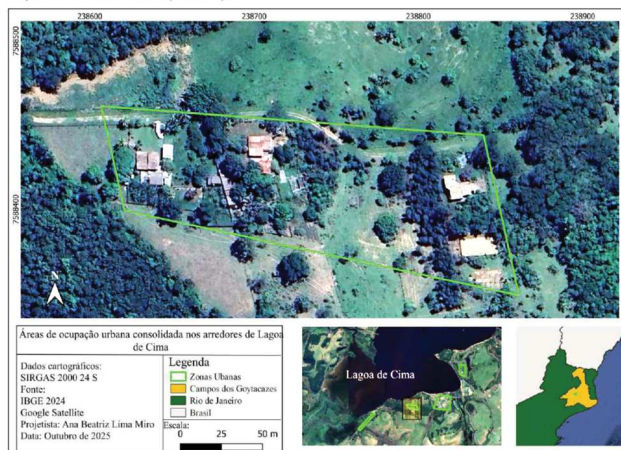 238600 238700 238800 238900
7588500
7588400
N
Áreas de ocupação urbana consolidada nos arredores de Lagoa
de Cima
Dados cartográficos:
SIRGAS 2000 24 S
Fonte:
IBGE 2024
Google Satellite
Projetista: Ana Beatriz Lima Miro
Data: Outubro de 2025
Legenda
Zonas Ubanas
Campos dos Goytacazes
Rio de Janeiro
Brasil
Escala:
0 25 50 m
Lagoa de Cima